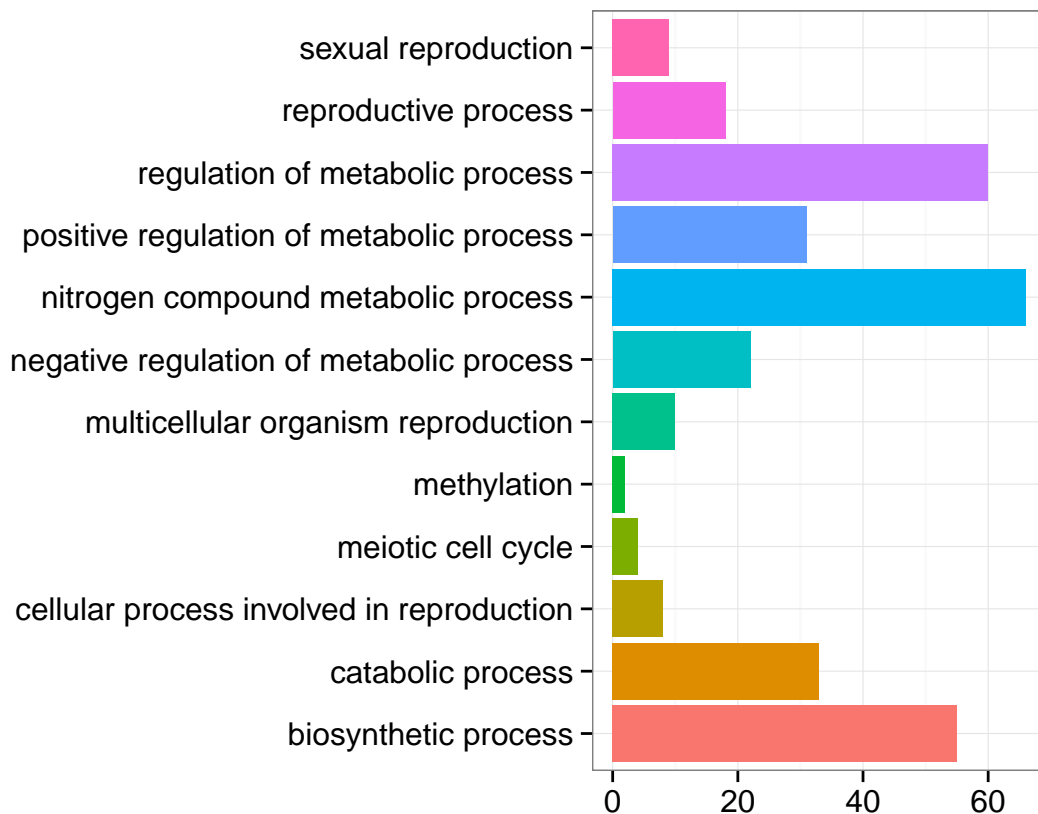 sexual reproduction
reproductive process
regulation of metabolic process
positive regulation of metabolic process
nitrogen compound metabolic process
negative regulation of metabolic process
multicellular organism reproduction
methylation
meiotic cell cycle
cellular process involved in reproduction
catabolic process
biosynthetic process
0 20 40 60